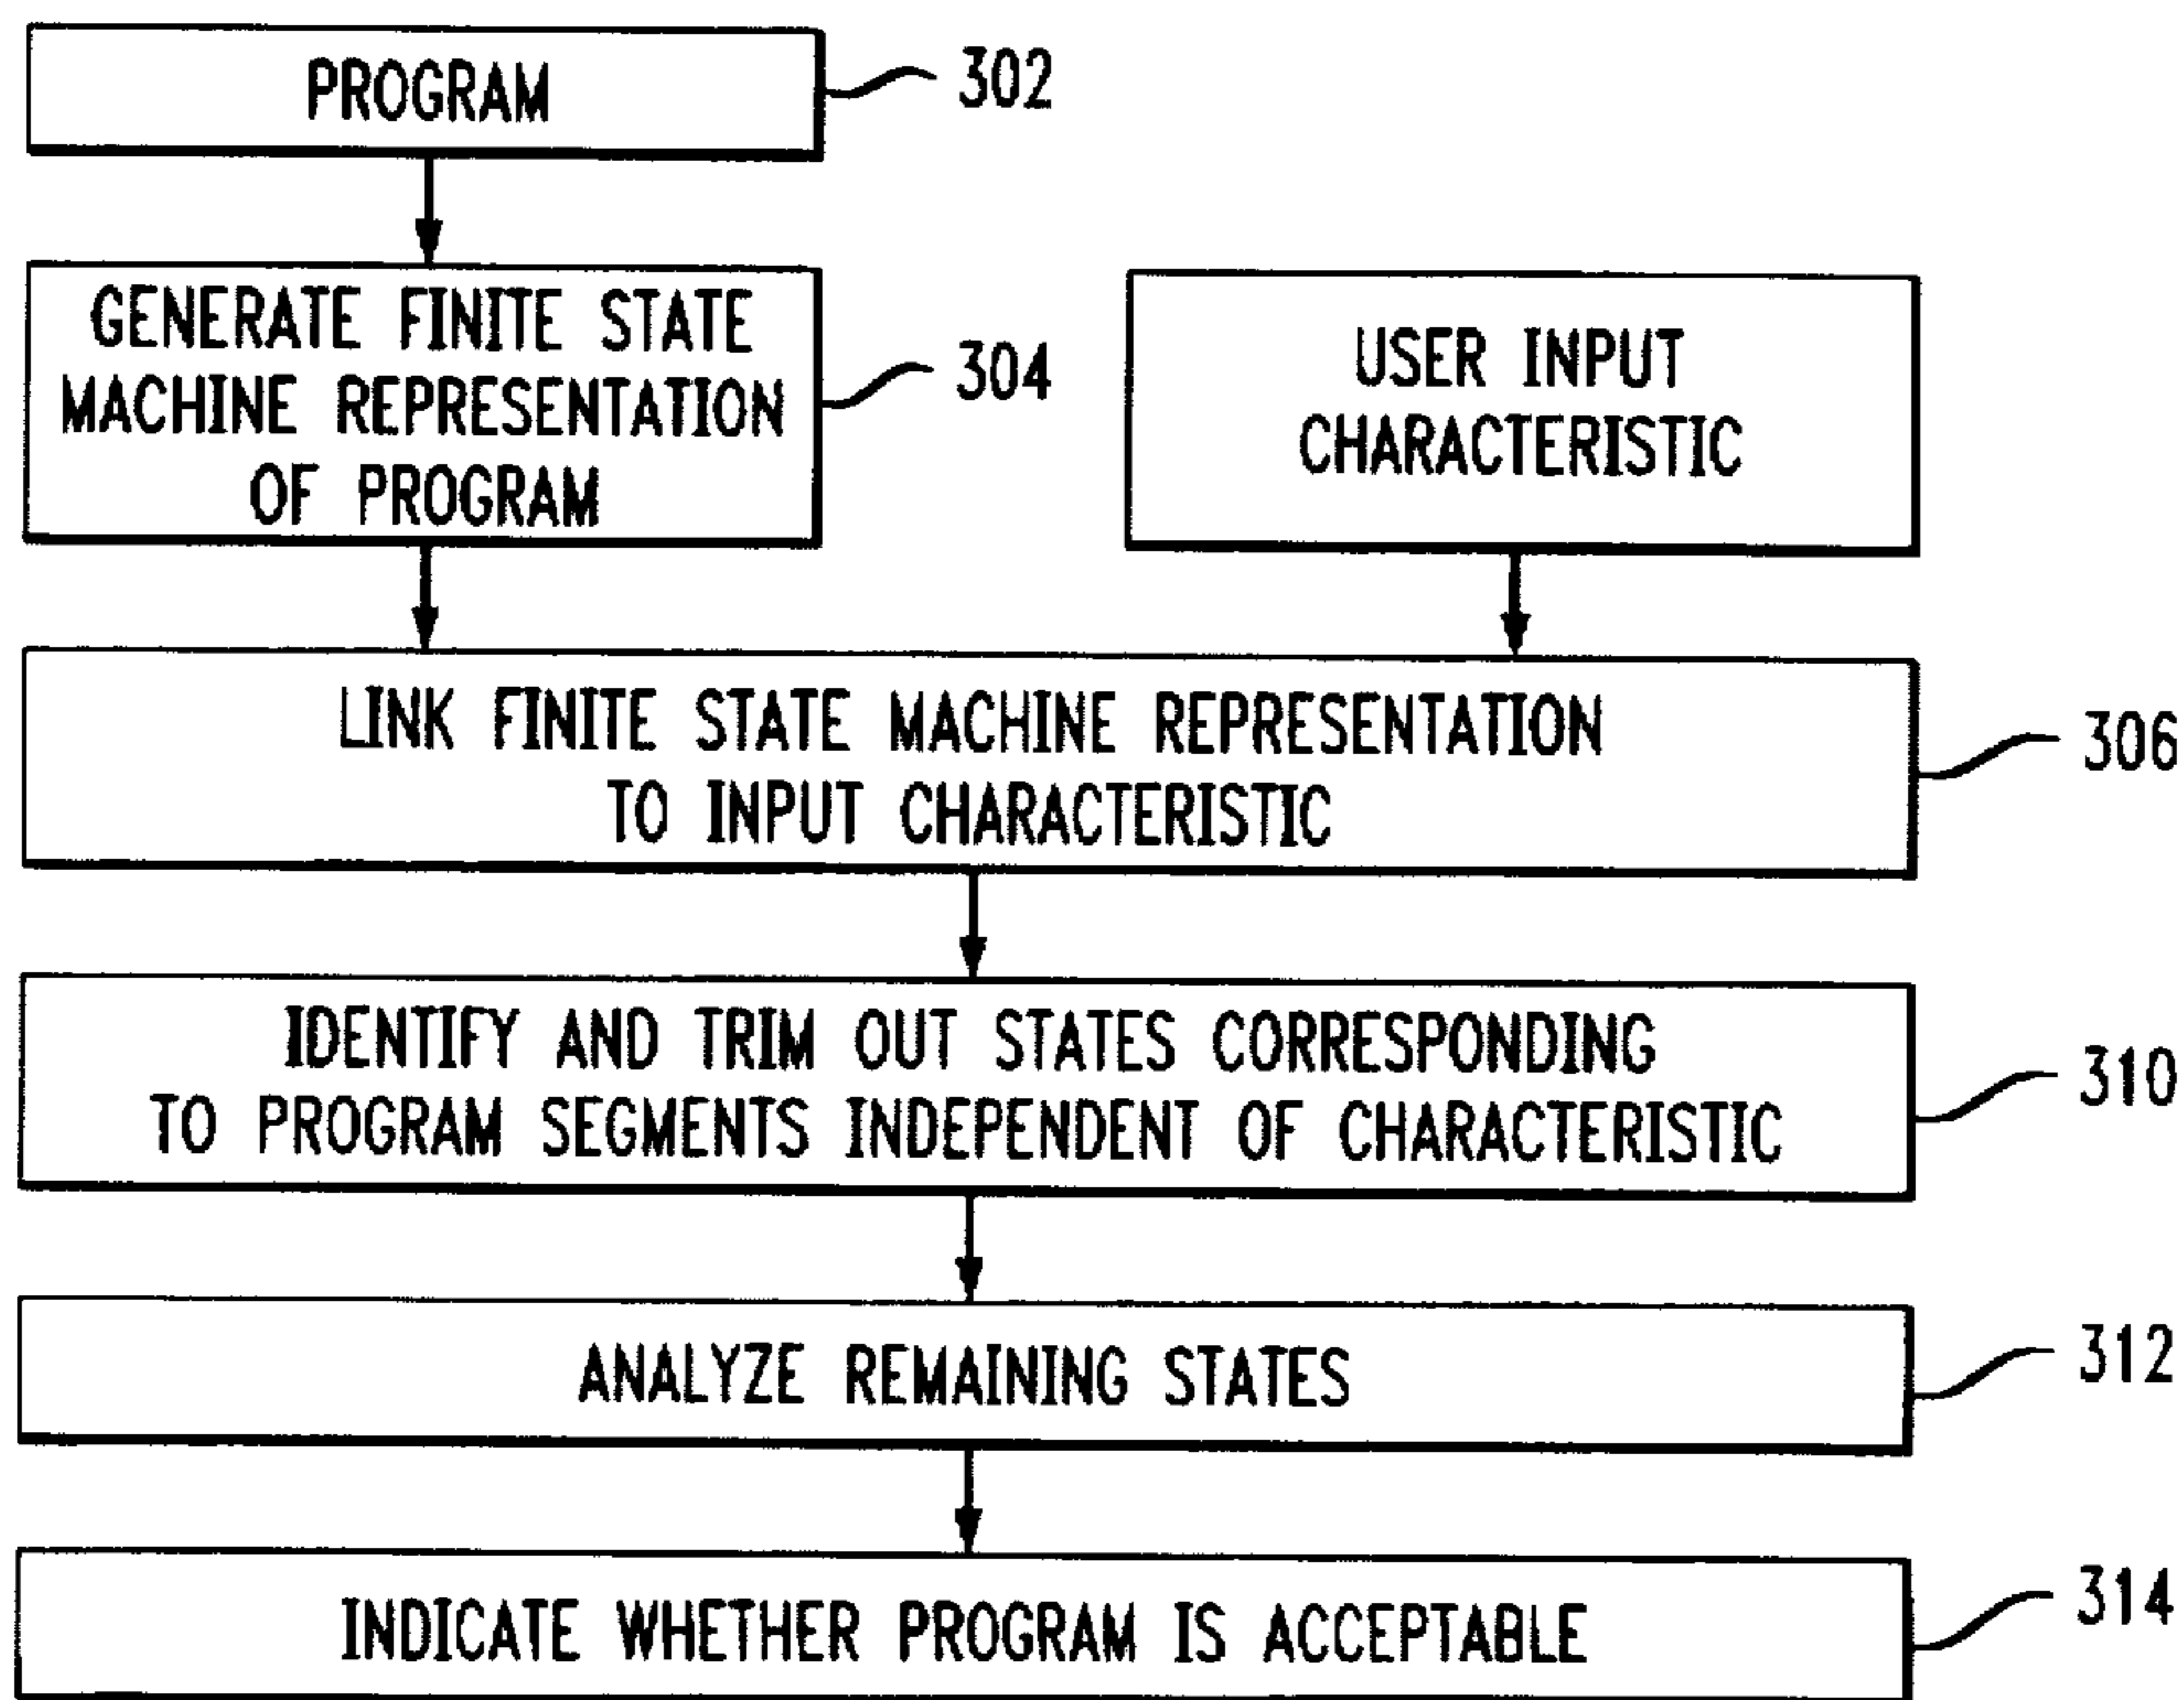 PROGRAM
302
GENERATE FINITE STATE
MACHINE REPRESENTATION
OF PROGRAM
304
USER INPUT
CHARACTERISTIC
LINK FINITE STATE MACHINE REPRESENTATION
TO INPUT CHARACTERISTIC
306
IDENTIFY AND TRIM OUT STATES CORRESPONDING
TO PROGRAM SEGMENTS INDEPENDENT OF CHARACTERISTIC
310
ANALYZE REMAINING STATES
312
INDICATE WHETHER PROGRAM IS ACCEPTABLE
314